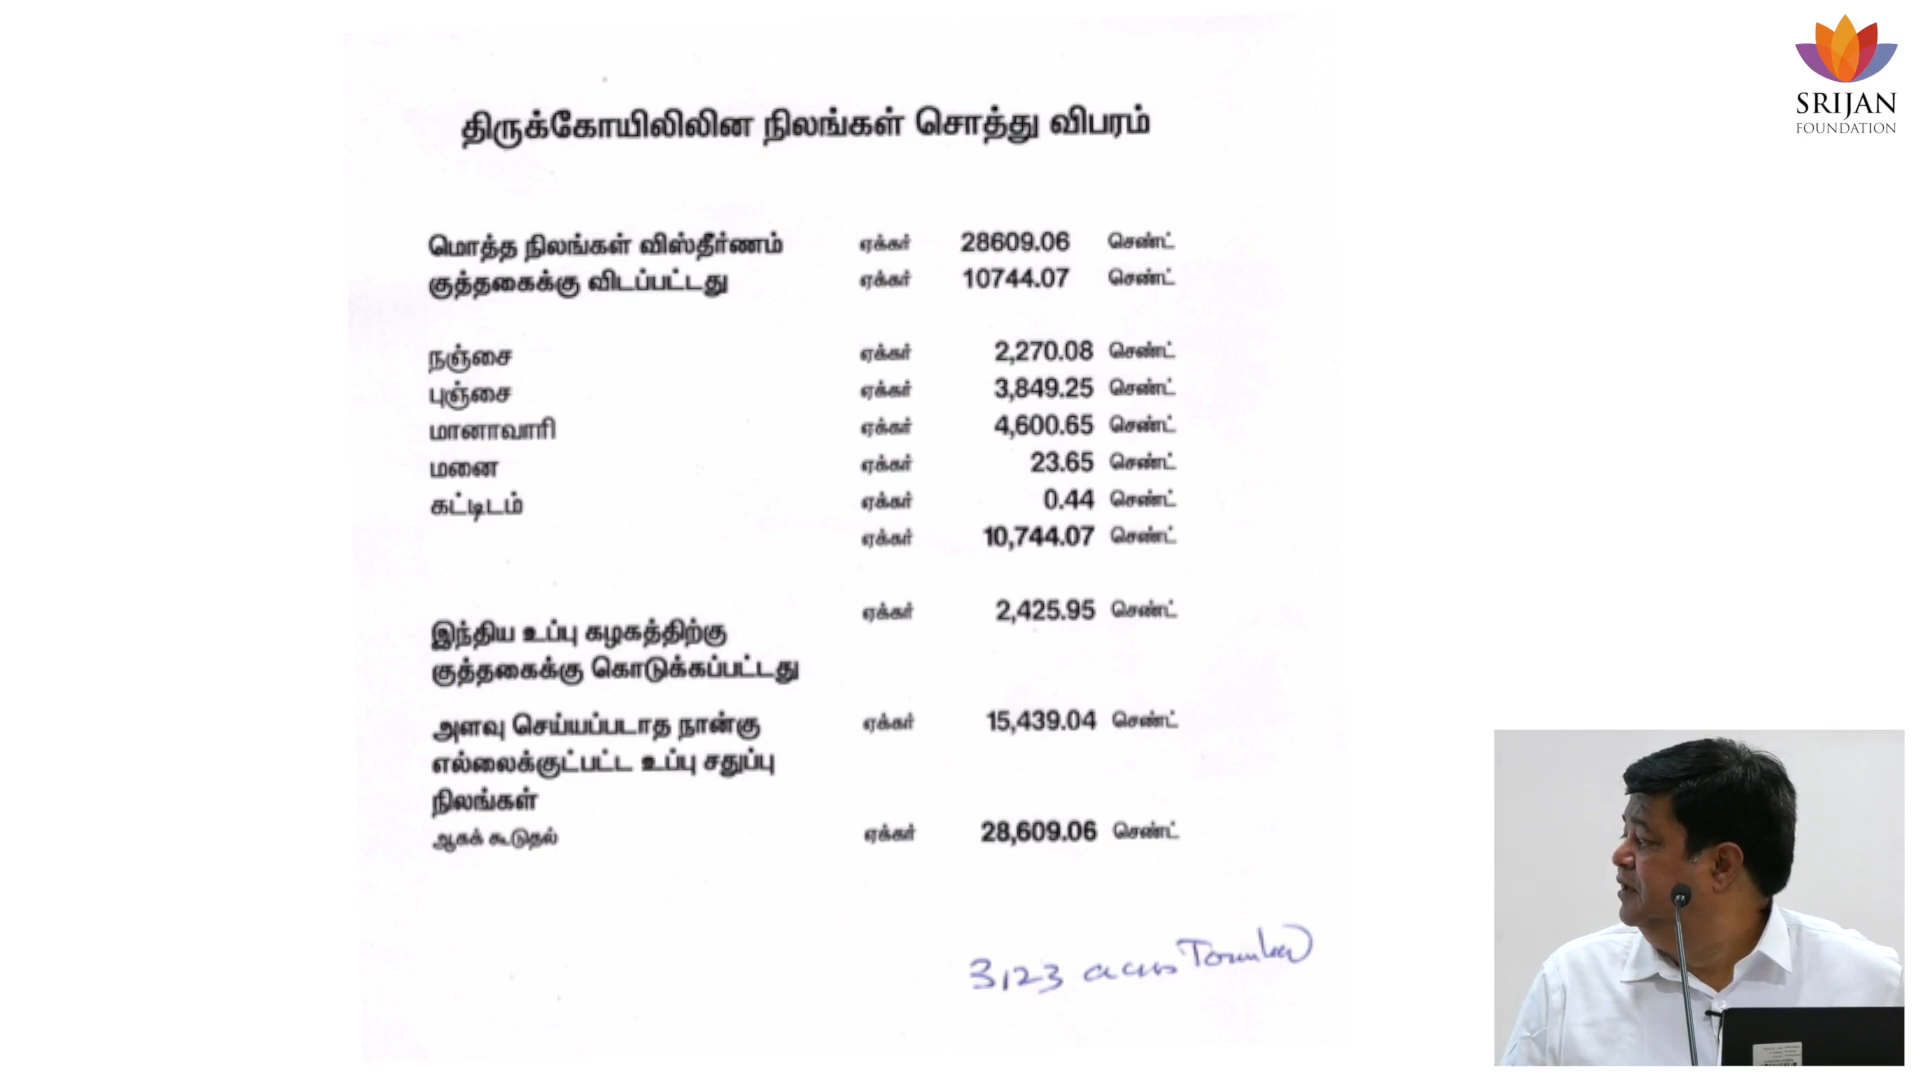 SRIJAN
FOUNDATION
திருக்கோயிலிலின நிலங்கள் சொத்து விபரம்
மொத்த நிலங்கள் விஸ்தீர்ணம் ஏக்கர் 28609.06 செண்ட்
குத்தகைக்கு விடப்பட்டது ஏக்கர் 10744.07 செண்ட்
நஞ்சை ஏக்கர் 2,270.08 செண்ட்
புஞ்சை ஏக்கர் 3,849.25 செண்ட்
மானாவாரி ஏக்கர் 4,600.65 செண்ட்
மனை ஏக்கர் 23.65 செண்ட்
கட்டிடம் ஏக்கர் 0.44 செண்ட்
ஏக்கர் 10,744.07 செண்ட்
ஏக்கர் 2,425.95 செண்ட்
இந்திய உப்பு கழகத்திற்கு
குத்தகைக்கு கொடுக்கப்பட்டது
அளவு செய்யப்படாத நான்கு ஏக்கர் 15,439.04 செண்ட்
எல்லைக்குட்பட்ட உப்பு சதுப்பு
நிலங்கள்
ஆகக் கூடுதல் ஏக்கர் 28,609.06 செண்ட்
3,123 acres